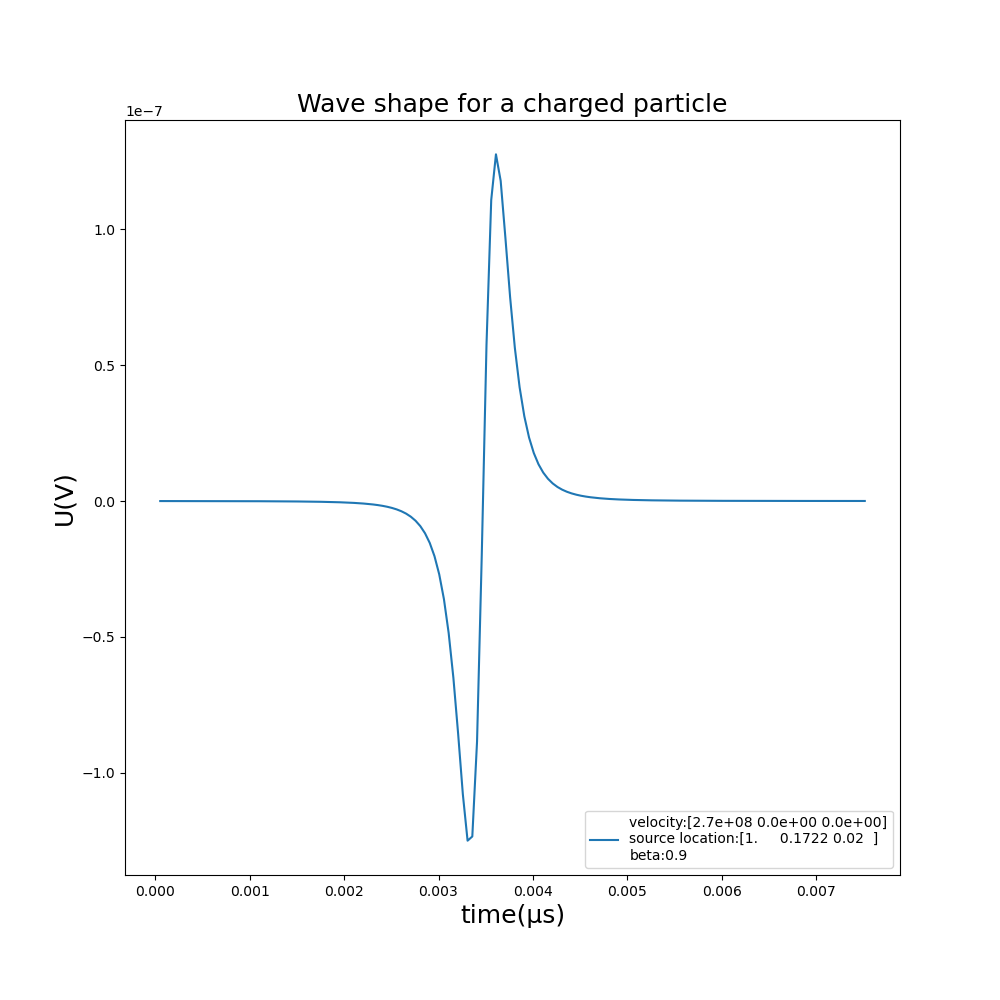 Wave shape for a charged particle
1e−7
1.0
0.5
0.0
−0.5
−1.0
U(V)
velocity:[2.7e+08 0.0e+00 0.0e+00]
source location:[1.     0.1722 0.02  ]
beta:0.9
0.000 0.001 0.002 0.003 0.004 0.005 0.006 0.007
time(μs)